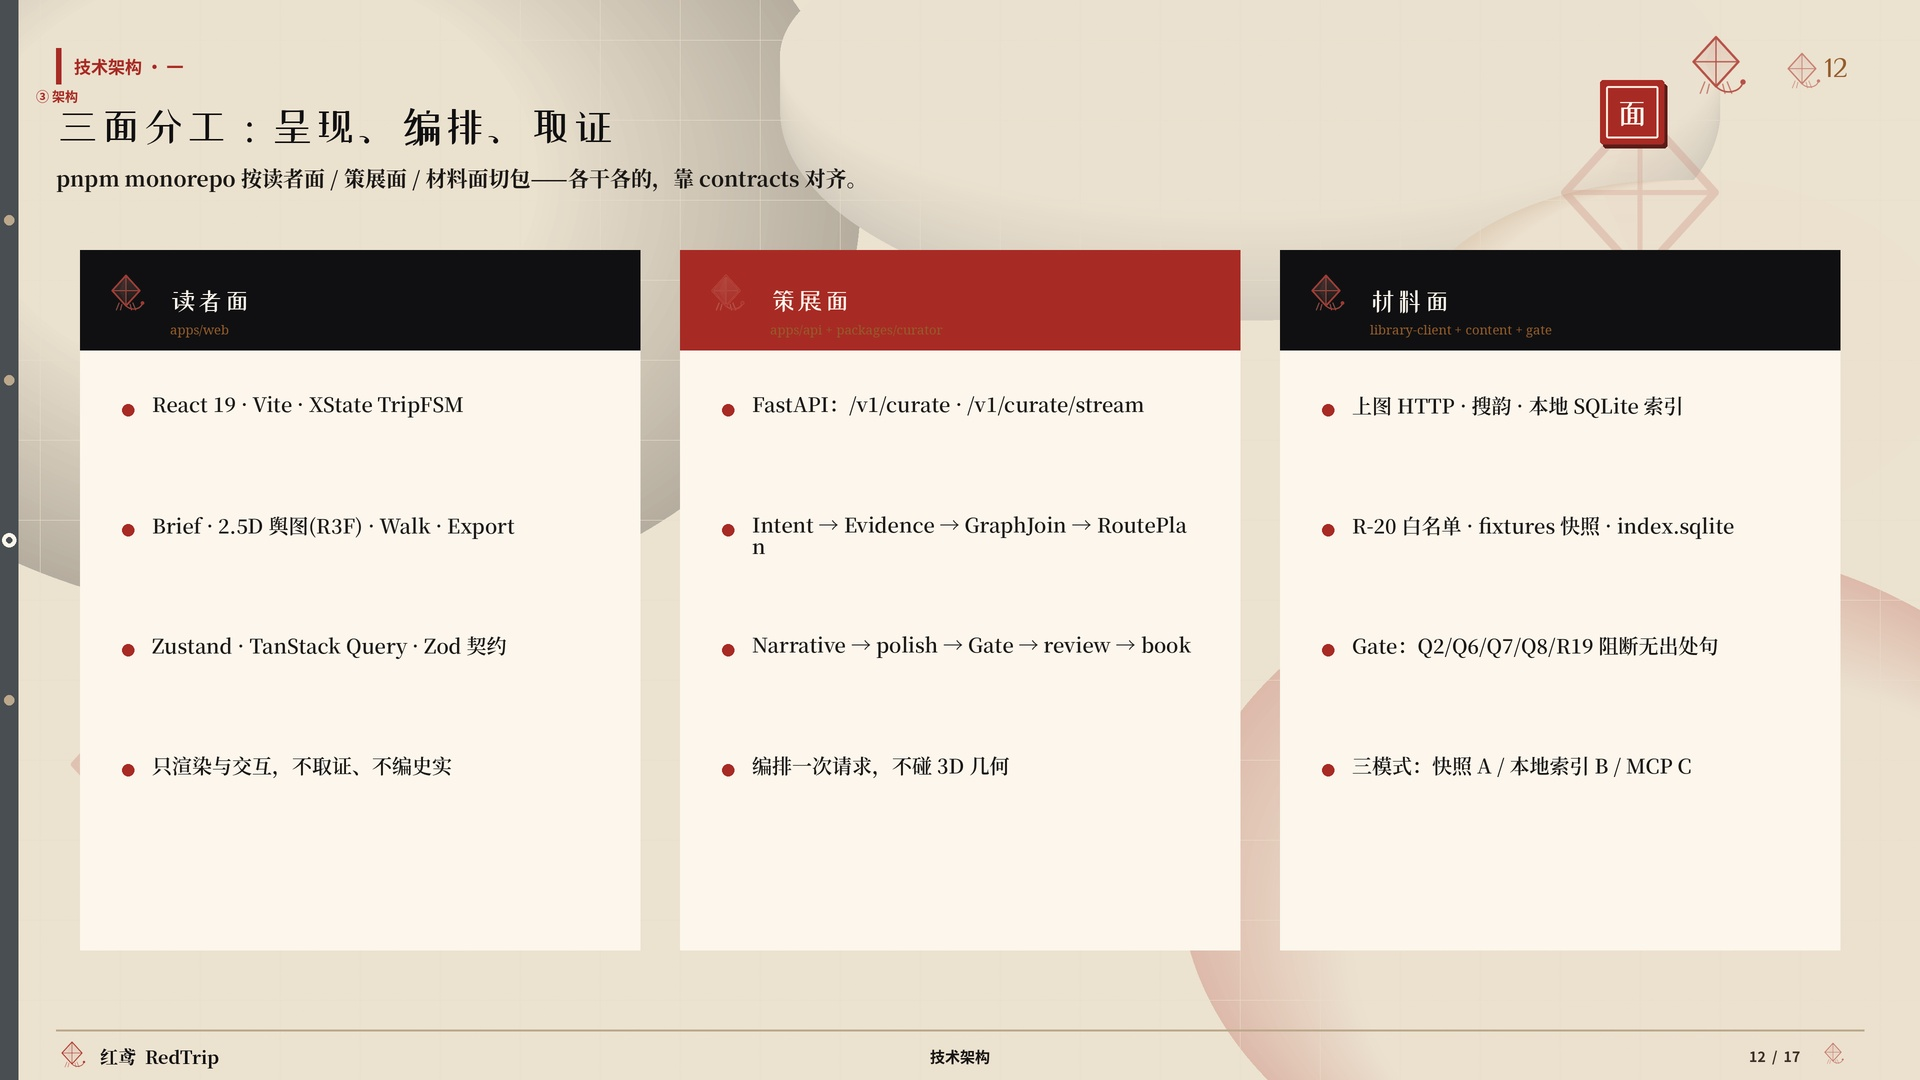 技术架构 · 一
③ 架构
三面分工：呈现、编排、取证
pnpm monorepo 按读者面 / 策展面 / 材料面切包——各干各的，靠 contracts 对齐。
面
12
读者面
apps/web
React 19 · Vite · XState TripFSM
Brief · 2.5D 舆图(R3F) · Walk · Export
Zustand · TanStack Query · Zod 契约
只渲染与交互，不取证、不编史实
策展面
apps/api + packages/curator
FastAPI：/v1/curate · /v1/curate/stream
Intent → Evidence → GraphJoin → RoutePla
n
Narrative → polish → Gate → review → book
编排一次请求，不碰 3D 几何
材料面
library-client + content + gate
上图 HTTP · 搜韵 · 本地 SQLite 索引
R-20 白名单 · fixtures 快照 · index.sqlite
Gate：Q2/Q6/Q7/Q8/R19 阻断无出处句
三模式：快照 A / 本地索引 B / MCP C
红鸢 RedTrip
技术架构
12 / 17